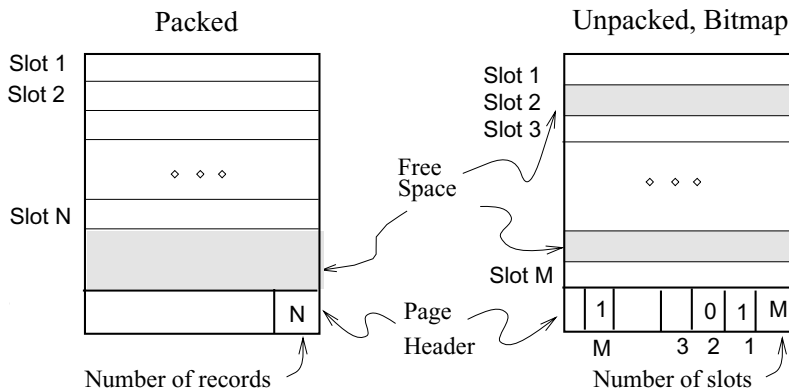 Packed
Unpacked, Bitmap
Slot 1
Slot 2
Slot N
N
Number of records
Free
Space
Page
Header
Slot 1
Slot 2
Slot 3
Slot M
1 0 1 M
M 3 2 1
Number of slots